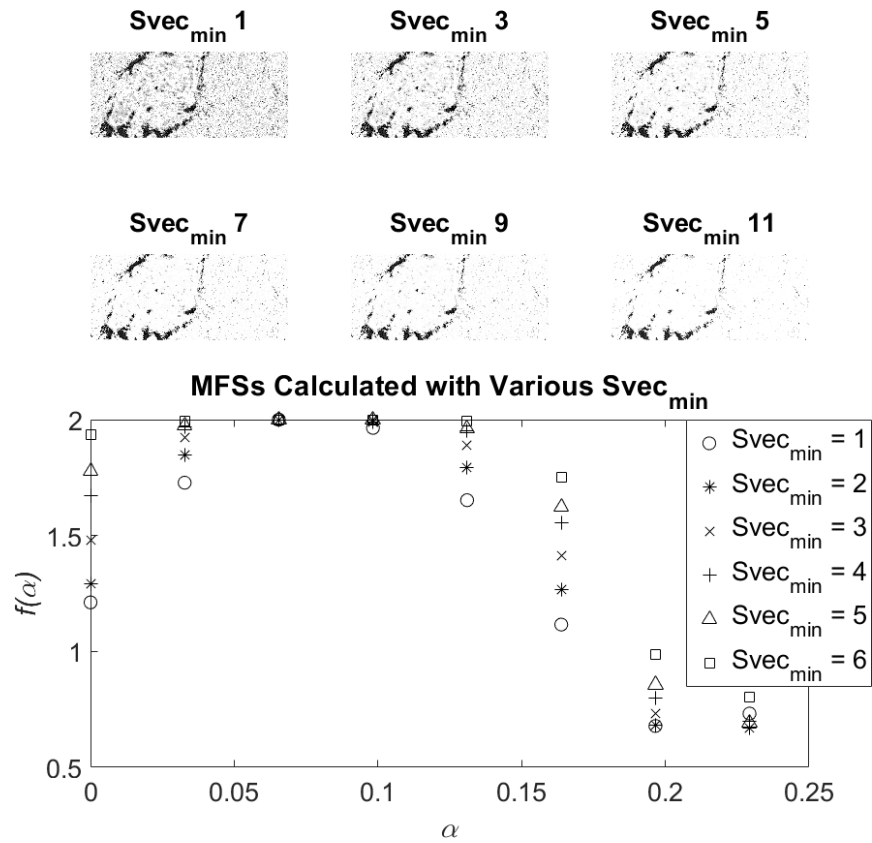 Svec_min 1 Svec_min 3 Svec_min 5
Svec_min 7 Svec_min 9 Svec_min 11
MFSs Calculated with Various Svec_min
2
1.5
1
0.5
f(α)
0 0.05 0.1 0.15 0.2 0.25
α
Svec_min = 1
Svec_min = 2
Svec_min = 3
Svec_min = 4
Svec_min = 5
Svec_min = 6